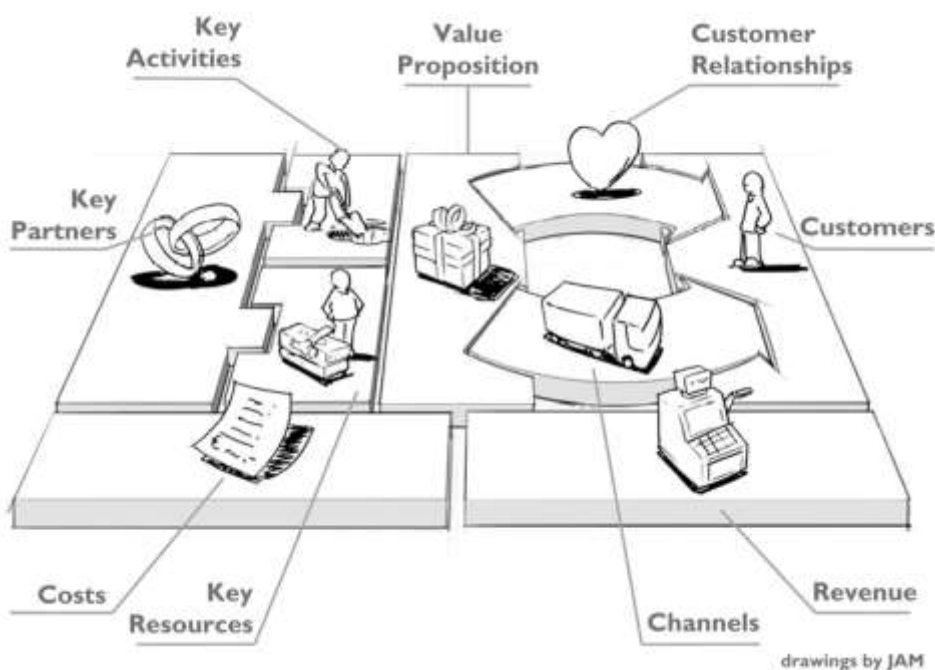 Key
Activities
Value
Proposition
Customer
Relationships
Key
Partners
Customers
Costs
Key
Resources
Channels
Revenue
drawings by JAM